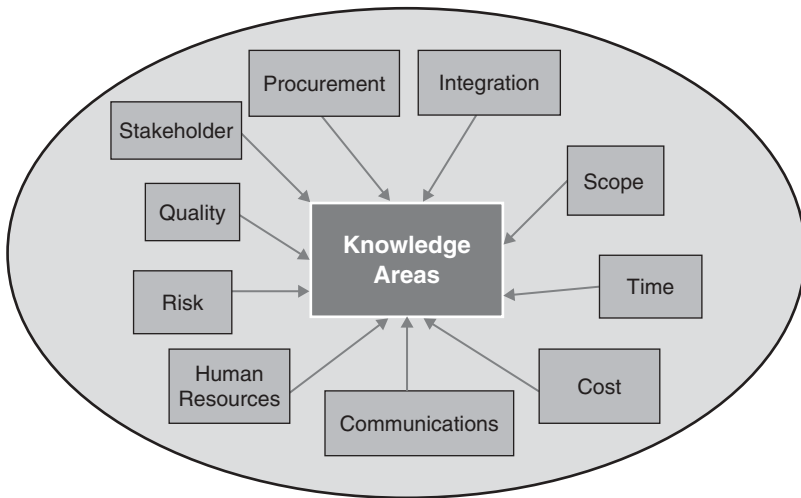 Procurement
Integration
Stakeholder
Scope
Quality
Knowledge
Areas
Time
Risk
Human
Resources
Cost
Communications